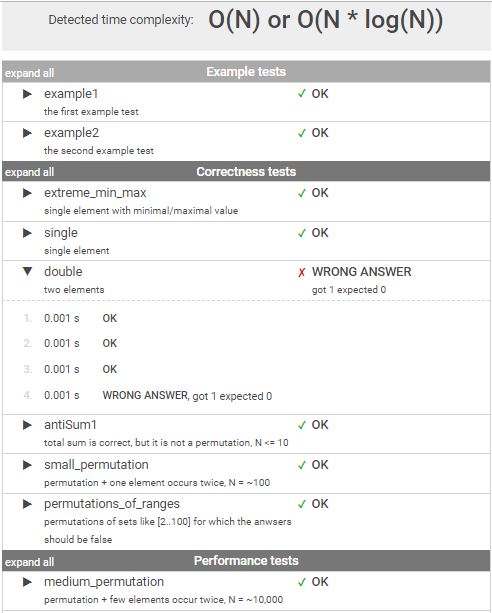 Detected time complexity: O(N) or O(N * log(N))
expand all Example tests
▶ example1 ✓ OK
the first example test
▶ example2 ✓ OK
the second example test
expand all Correctness tests
▶ extreme_min_max ✓ OK
single element with minimal/maximal value
▶ single ✓ OK
single element
▼ double ✗ WRONG ANSWER
two elements got 1 expected 0
1. 0.001 s OK
2. 0.001 s OK
3. 0.001 s OK
4. 0.001 s WRONG ANSWER, got 1 expected 0
▶ antiSum1 ✓ OK
total sum is correct, but it is not a permutation, N <= 10
▶ small_permutation ✓ OK
permutation + one element occurs twice, N = ~100
▶ permutations_of_ranges ✓ OK
permutations of sets like [2..100] for which the anwsers
should be false
expand all Performance tests
▶ medium_permutation ✓ OK
permutation + few elements occur twice, N = ~10,000